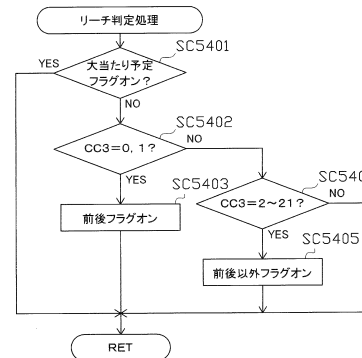 リーチ判定処理
SC5401
大当たり予定
フラグオン?
YES
NO
SC5402
CC3=0, 1?
NO
YES
SC5403
前後フラグオン
CC3=2~21?
NO
YES
SC5405
前後以外フラグオン
RET